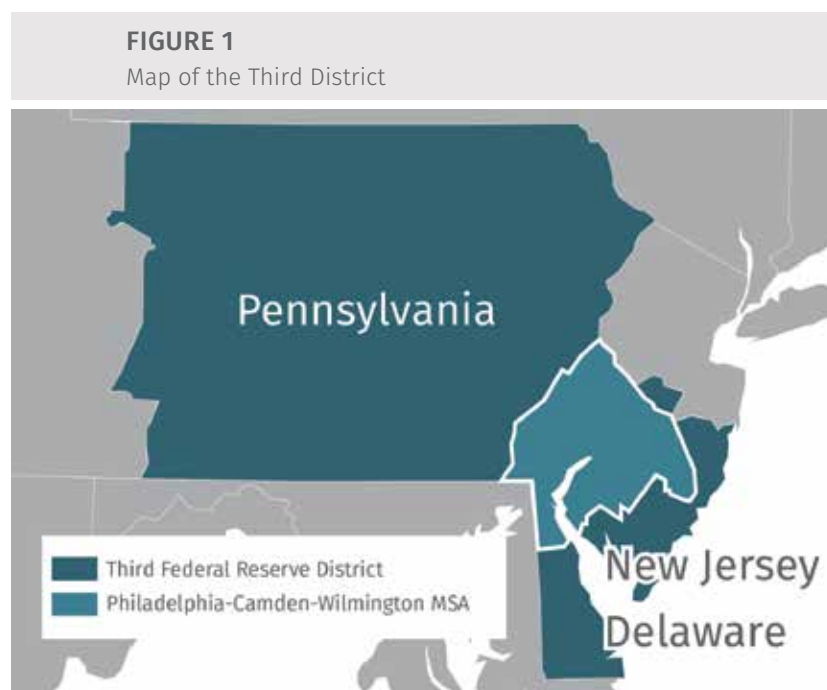 FIGURE 1
Map of the Third District
Pennsylvania
New Jersey
Delaware
Third Federal Reserve District
Philadelphia-Camden-Wilmington MSA